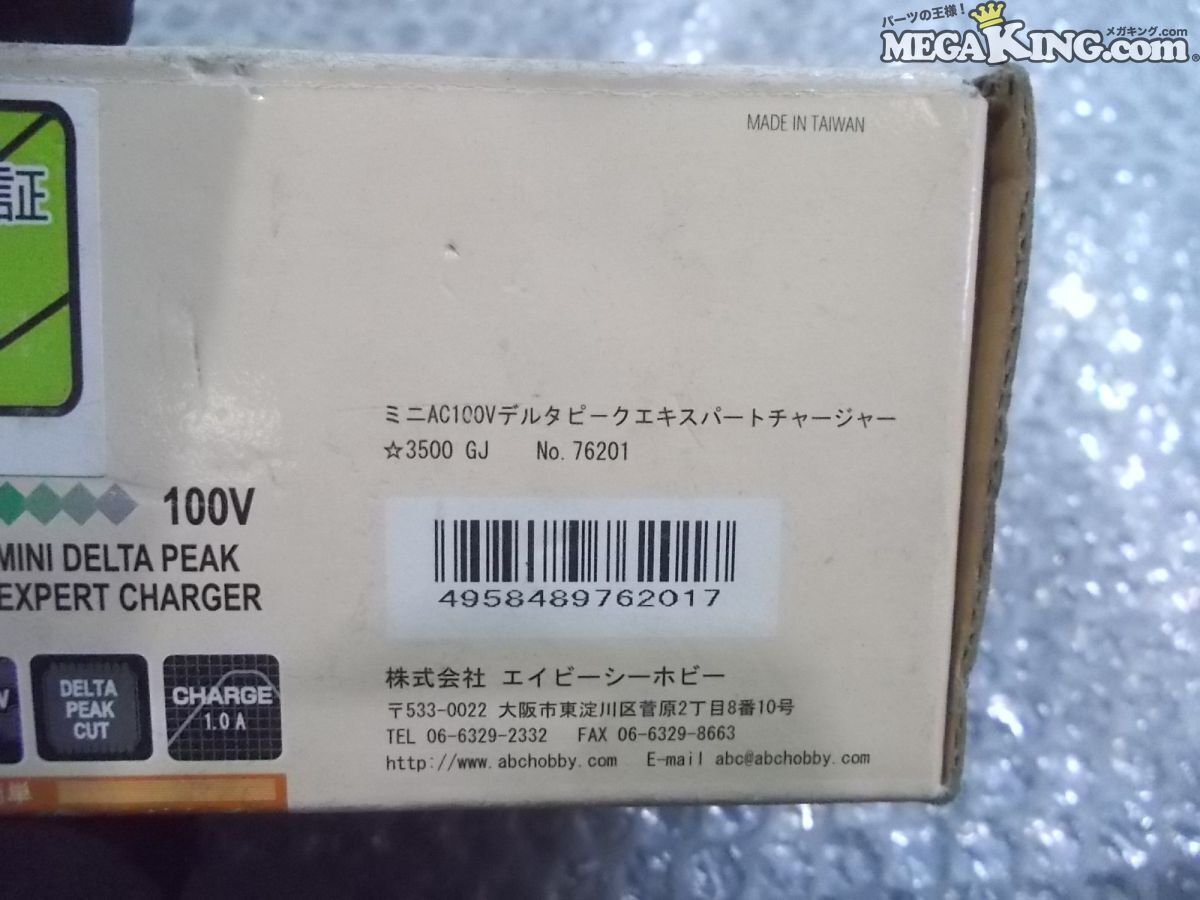 パーツの王様!
メガキング.com
MEGAKING.com
MADE IN TAIWAN
証
ミニAC100Vデルタピークエキスパートチャージャー
☆3500 GJ No. 76201
100V
MINI DELTA PEAK
EXPERT CHARGER
4958489762017
DELTA
PEAK
CUT
CHARGE
1.0 A
株式会社 エイビーシーホビー
〒533-0022 大阪市東淀川区菅原2丁目8番10号
TEL 06-6329-2332 FAX 06-6329-8663
http://www.abchobby.com E-mail abc@abchobby.com
単